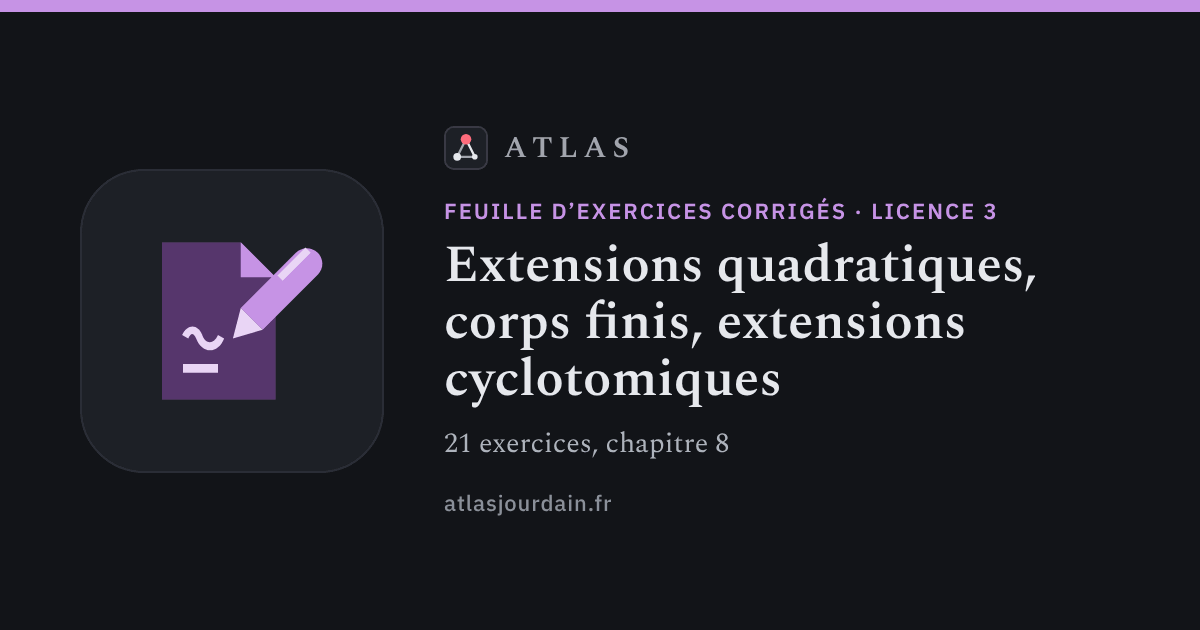 ATLAS
FEUILLE D’EXERCICES CORRIGÉS · LICENCE 3
Extensions quadratiques,
corps finis, extensions
cyclotomiques
21 exercices, chapitre 8
atlasjourdain.fr